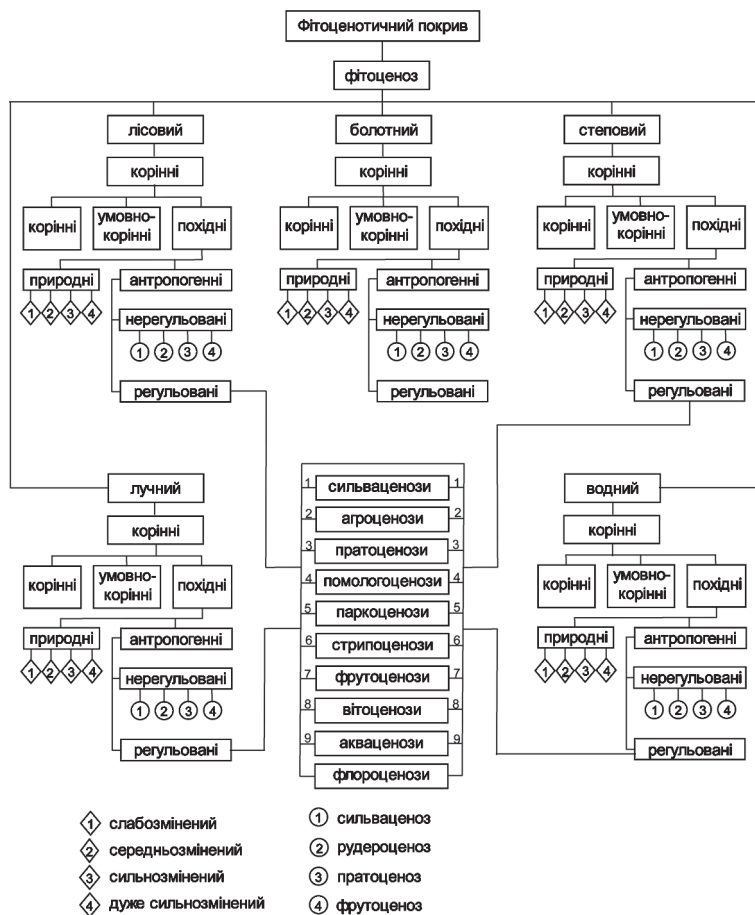 Фітоценотичний покрив
фітоценоз
лісовий
корінні
корінні
умовно-
корінні
похідні
природні
антропогенні
1 2 3 4
нерегульовані
1 2 3 4
регульовані
болотний
корінні
корінні
умовно-
корінні
похідні
природні
антропогенні
1 2 3 4
нерегульовані
1 2 3 4
регульовані
степовий
корінні
корінні
умовно-
корінні
похідні
природні
антропогенні
1 2 3 4
нерегульовані
1 2 3 4
регульовані
лучний
корінні
корінні
умовно-
корінні
похідні
природні
антропогенні
1 2 3 4
нерегульовані
1 2 3 4
регульовані
1 сильваценози 1
2 агроценози 2
3 пратоценози 3
4 помологоценози 4
5 паркоценози 5
6 стрипоценози 6
7 фрутоценози 7
8 вітоценози 8
9 акваценози 9
флороценози
водний
корінні
корінні
умовно-
корінні
похідні
природні
антропогенні
1 2 3 4
нерегульовані
1 2 3 4
регульовані
1 слабозмінений
2 середньозмінений
3 сильнозмінений
4 дуже сильнозмінений
1 сильваценоз
2 рудероценоз
3 пратоценоз
4 фрутоценоз